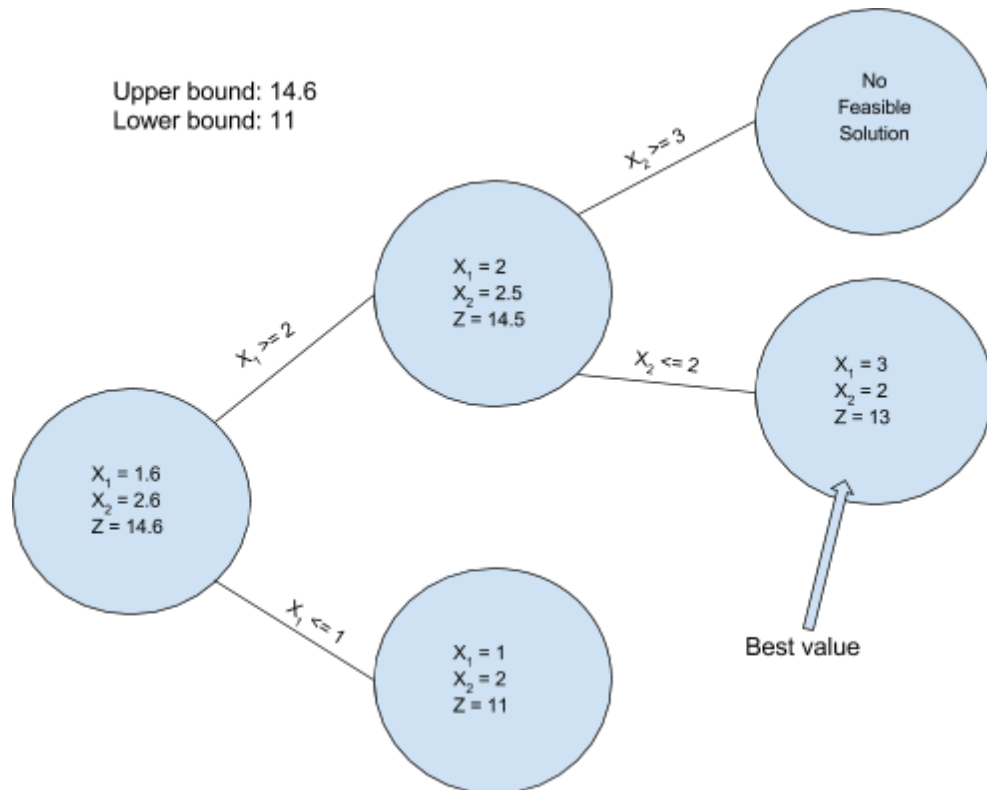 Upper bound: 14.6
Lower bound: 11
No
Feasible
Solution
X₂ >= 3
X₁ = 2
X₂ = 2.5
Z = 14.5
X₁ >= 2
X₂ <= 2
X₁ = 3
X₂ = 2
Z = 13
X₁ = 1.6
X₂ = 2.6
Z = 14.6
X₁ <= 1
X₁ = 1
X₂ = 2
Z = 11
Best value